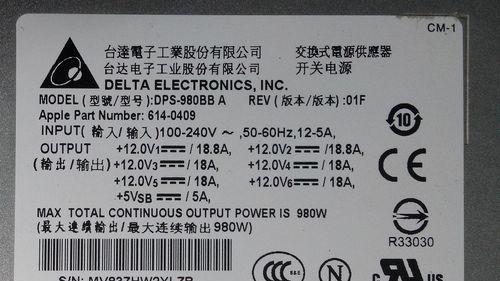 CM-1
台達電子工業股份有限公司 交換式電源供應器
台达电子工业股份有限公司 开关电源
DELTA ELECTRONICS, INC.
MODEL (型號/型号):DPS-980BB A REV (版本/版本):01F
Apple Part Number: 614-0409
INPUT( 輸入/ 输入 )100-240V ～ ,50-60Hz, 12-5A,
OUTPUT +12.0V1⎓/18.8A, +12.0V2⎓/18.8A,
(輸出/输出) +12.0V3⎓/18A, +12.0V4⎓/18A,
+12.0V5⎓/18A, +12.0V6⎓/18A,
+5VSB⎓/5A,
MAX TOTAL CONTINUOUS OUTPUT POWER IS 980W
(最大連續輸出/最大连续输出 980W)
10
CE
N
R33030
CCC S&E N c UR US